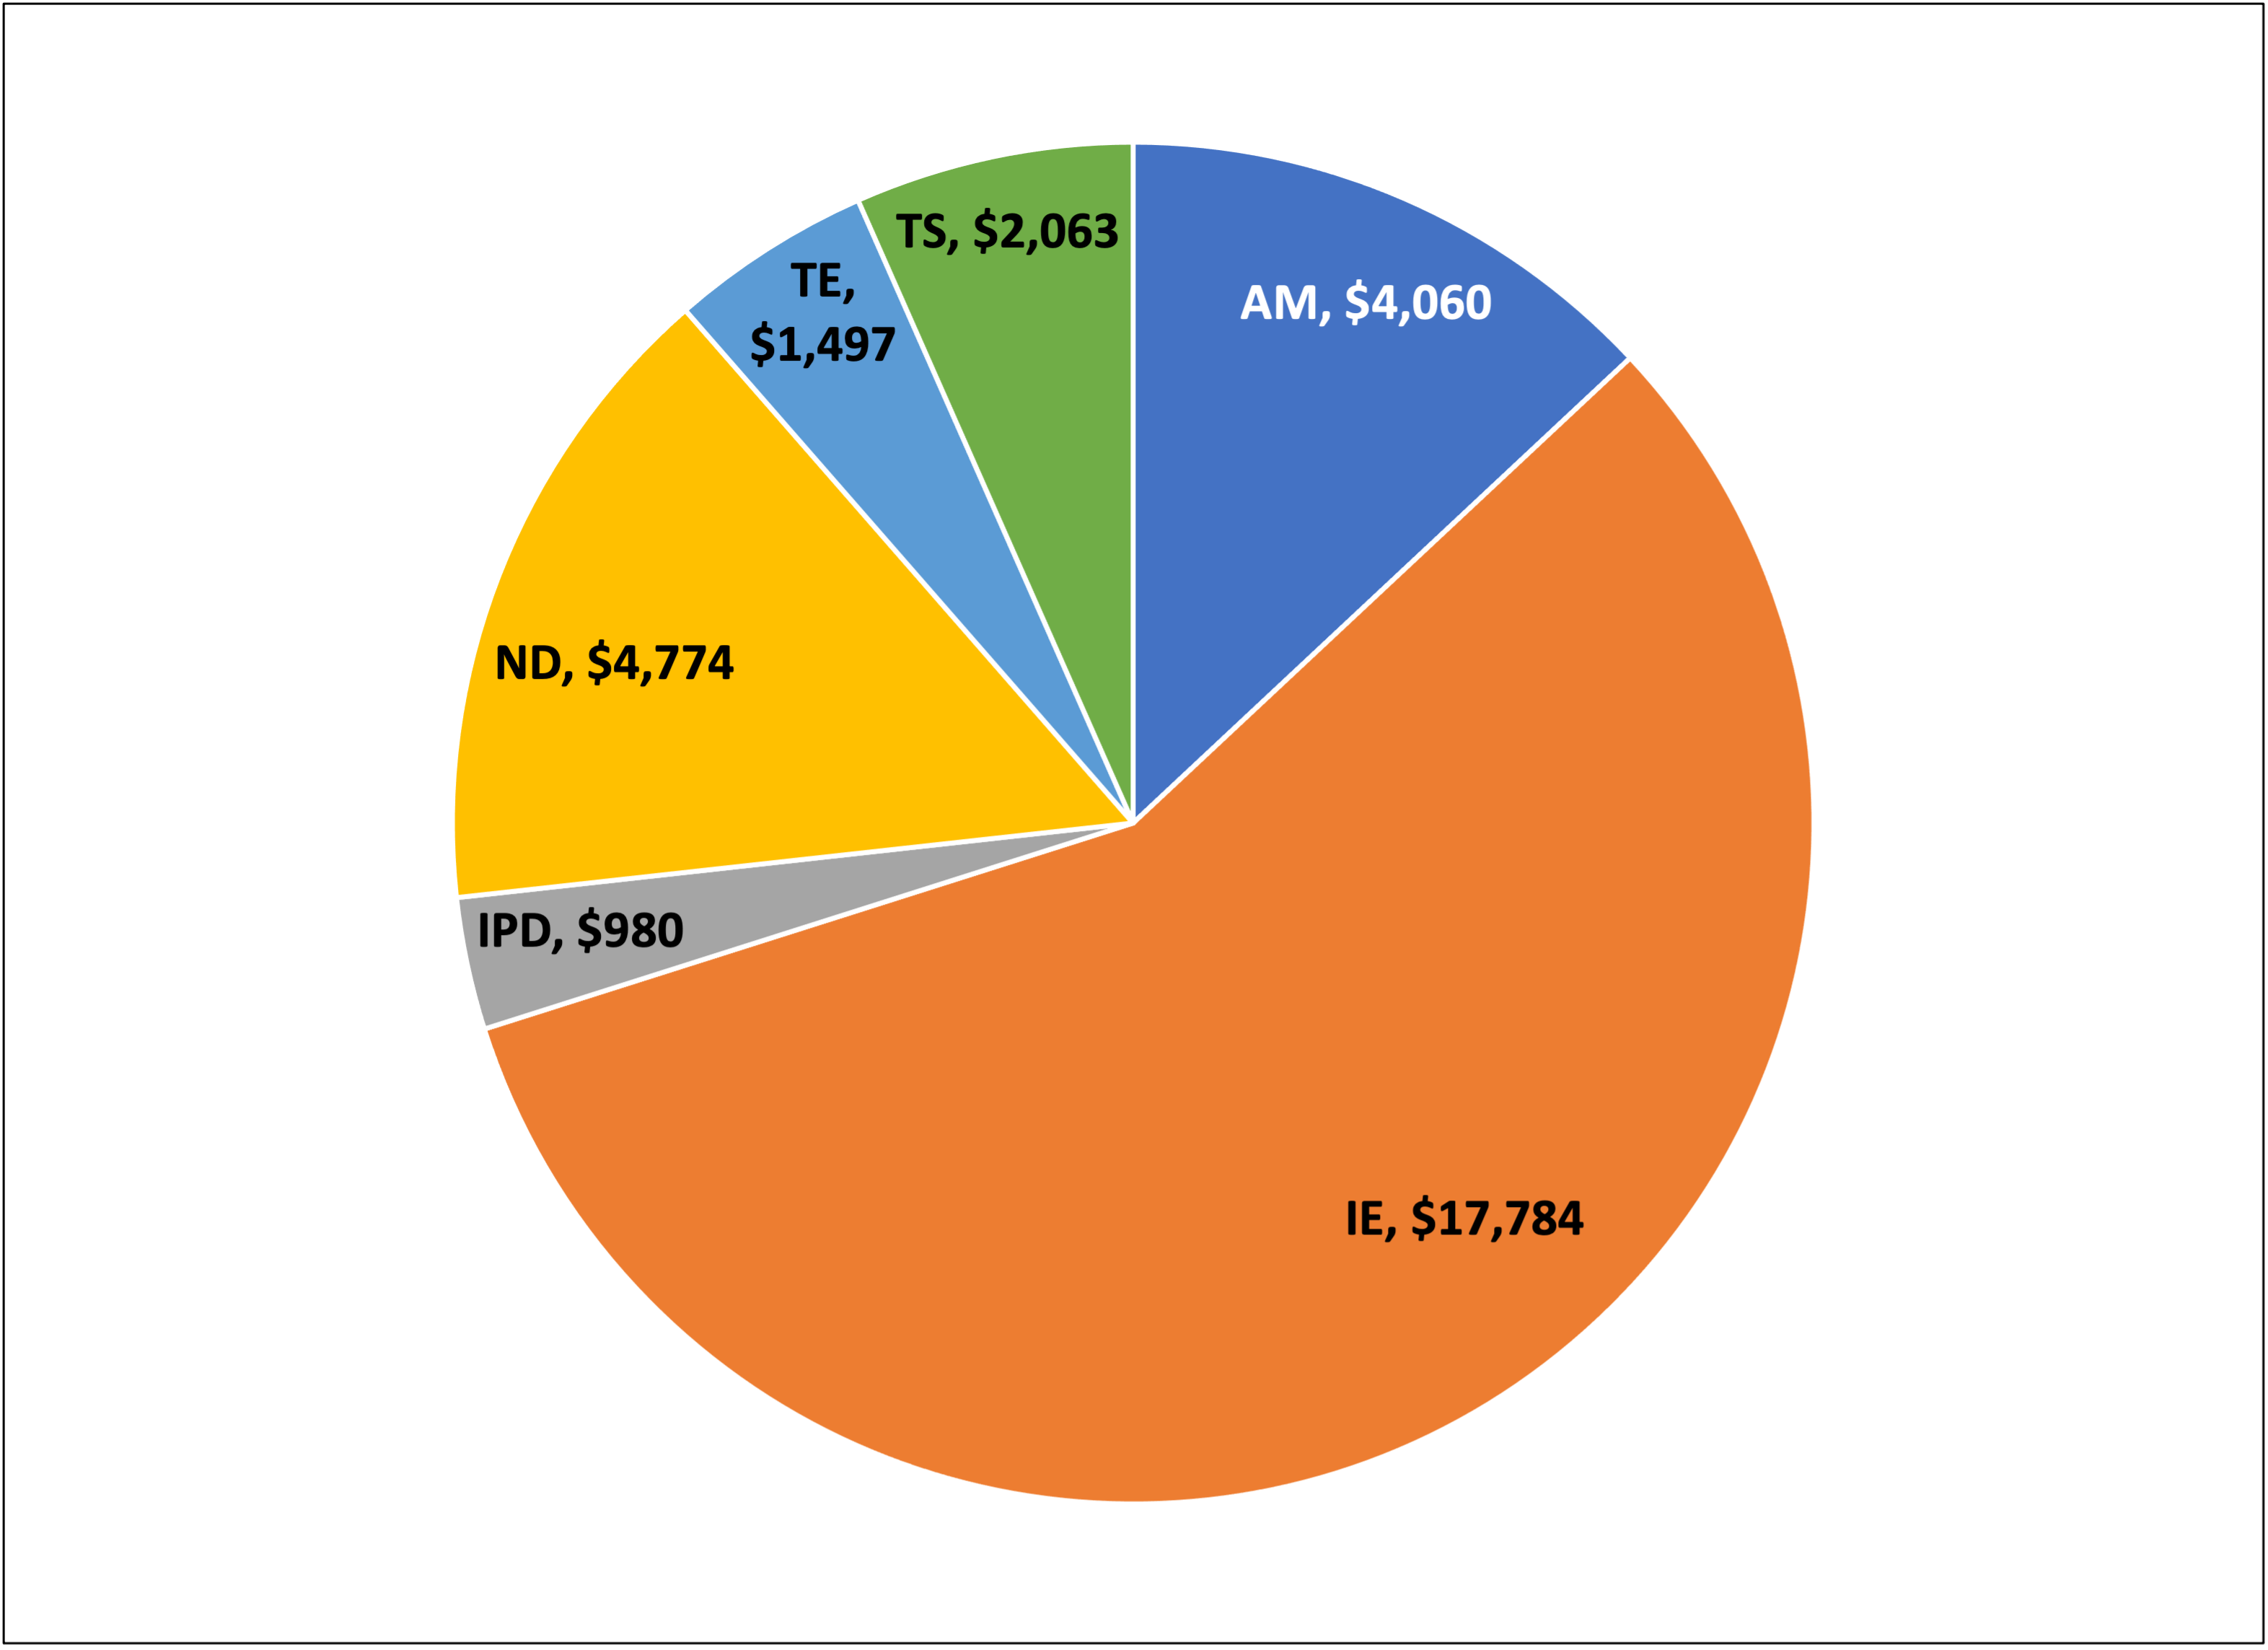 TS, $2,063
AM, $4,060
TE,
$1,497
ND, $4,774
IPD, $980
IE, $17,784